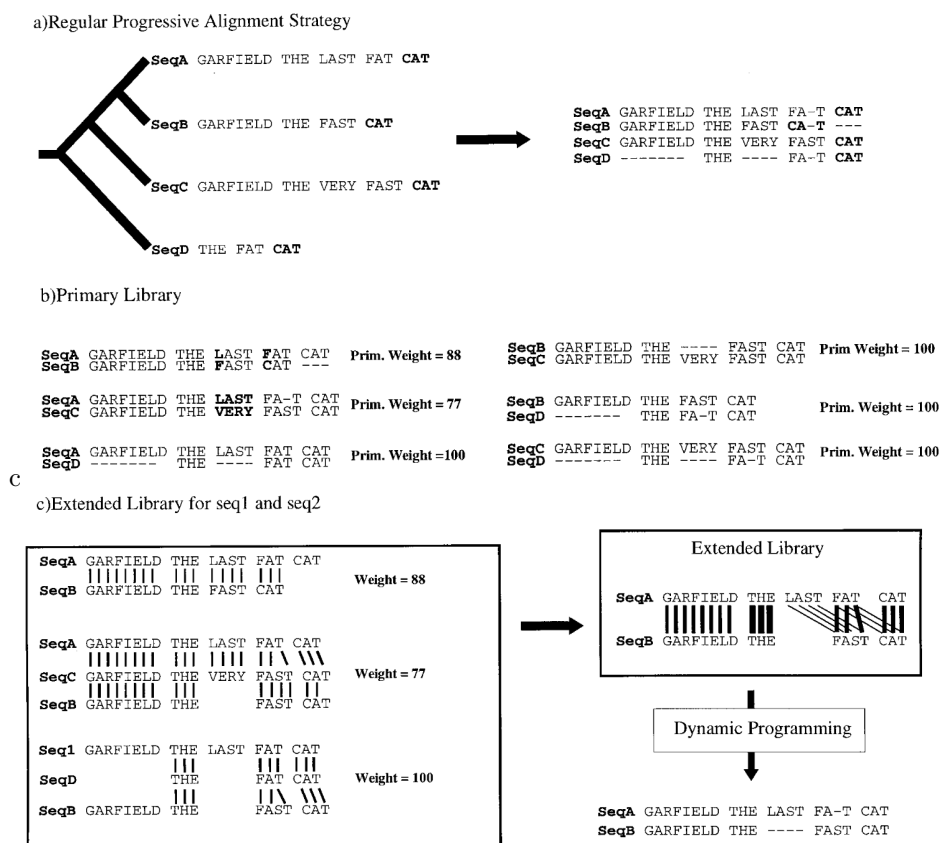 a)Regular Progressive Alignment Strategy
SeqA GARFIELD THE LAST FAT CAT
SeqB GARFIELD THE FAST CAT
SeqC GARFIELD THE VERY FAST CAT
SeqD THE FAT CAT
SeqA GARFIELD THE LAST FA-T CAT
SeqB GARFIELD THE FAST CA-T ---
SeqC GARFIELD THE VERY FAST CAT
SeqD ------- THE ---- FA-T CAT
b)Primary Library
SeqA GARFIELD THE LAST FAT CAT Prim. Weight = 88
SeqB GARFIELD THE FAST CAT ---
SeqA GARFIELD THE LAST FA-T CAT Prim. Weight = 77
SeqC GARFIELD THE VERY FAST CAT
SeqA GARFIELD THE LAST FAT CAT Prim. Weight =100
SeqD ------- THE ---- FAT CAT
SeqB GARFIELD THE ---- FAST CAT Prim Weight = 100
SeqC GARFIELD THE VERY FAST CAT
SeqB GARFIELD THE FAST CAT Prim. Weight = 100
SeqD ------- THE FA-T CAT
SeqC GARFIELD THE VERY FAST CAT Prim. Weight = 100
SeqD ------- THE ---- FA-T CAT
C
c)Extended Library for seq1 and seq2
SeqA GARFIELD THE LAST FAT CAT
SeqB GARFIELD THE FAST CAT
Weight = 88
SeqA GARFIELD THE LAST FAT CAT
SeqC GARFIELD THE VERY FAST CAT
SeqB GARFIELD THE FAST CAT
Weight = 77
Seq1 GARFIELD THE LAST FAT CAT
SeqD THE FAT CAT
SeqB GARFIELD THE FAST CAT
Weight = 100
Extended Library
SeqA GARFIELD THE LAST FAT CAT
SeqB GARFIELD THE FAST CAT
Dynamic Programming
SeqA GARFIELD THE LAST FA-T CAT
SeqB GARFIELD THE ---- FAST CAT